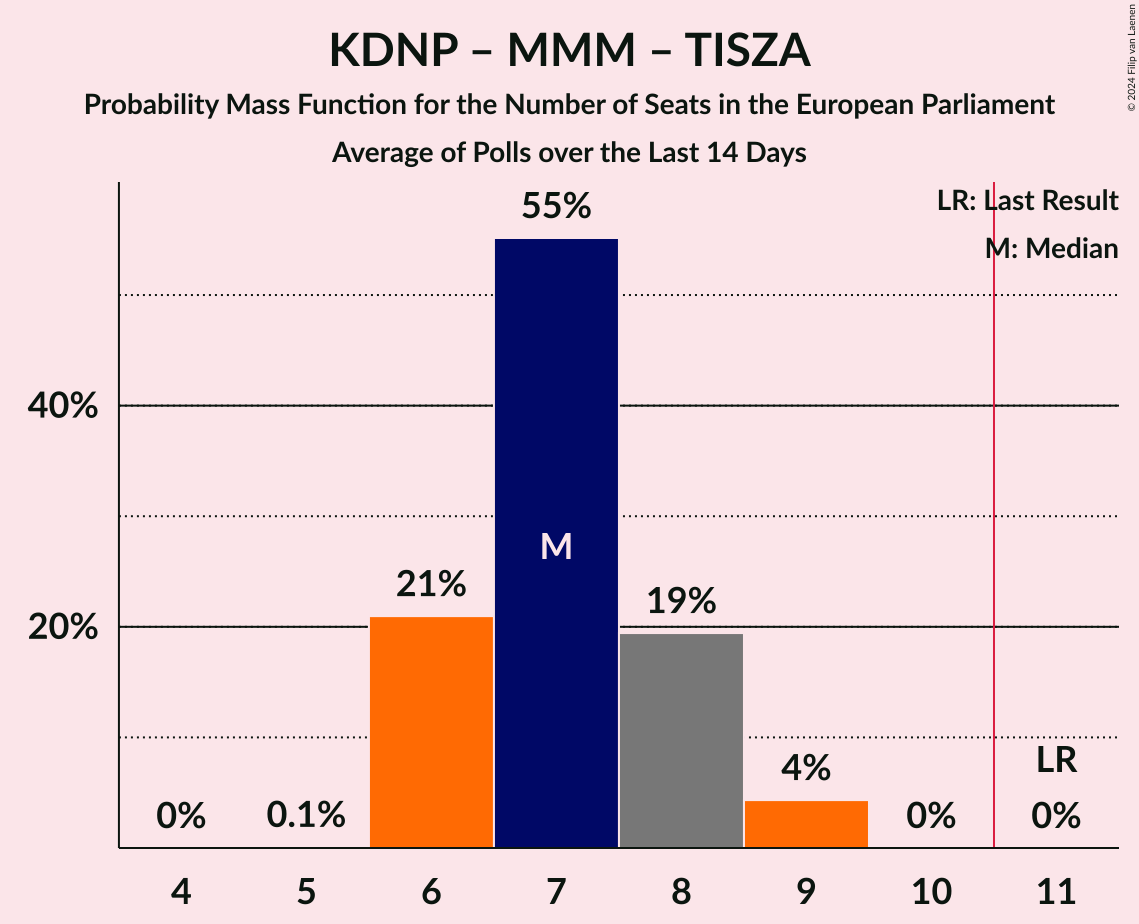 KDNP – MMM – TISZA
Probability Mass Function for the Number of Seats in the European Parliament
Average of Polls over the Last 14 Days
© 2024 Filip van Laenen
LR: Last Result
M: Median
55%
40%
M
21%
19%
20%
4%
LR
0%
0.1%
0%
0%
4
5
6
7
8
9
10
11